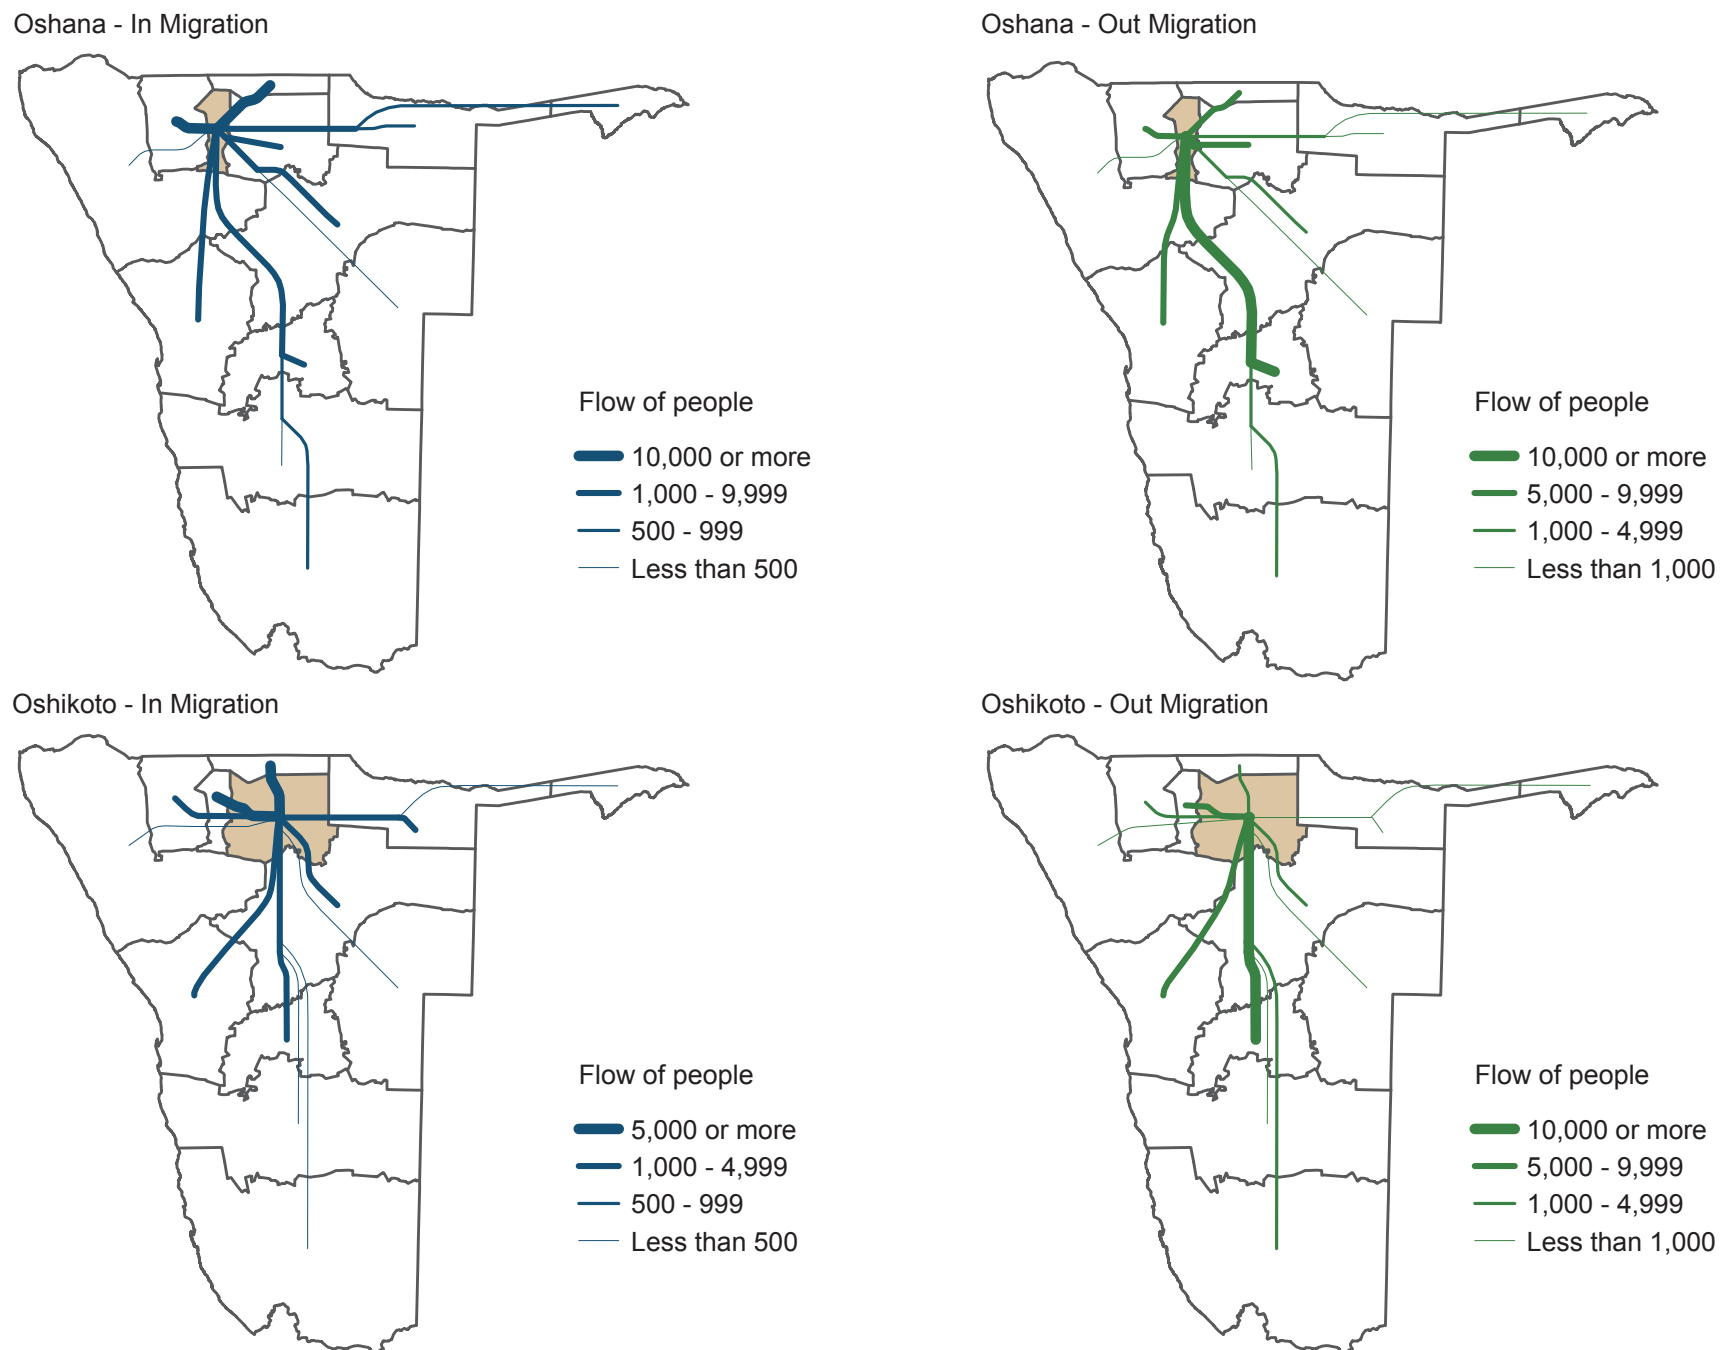 Oshana - In Migration
Flow of people
10,000 or more
1,000 - 9,999
500 - 999
Less than 500
Oshana - Out Migration
Flow of people
10,000 or more
5,000 - 9,999
1,000 - 4,999
Less than 1,000
Oshikoto - In Migration
Flow of people
5,000 or more
1,000 - 4,999
500 - 999
Less than 500
Oshikoto - Out Migration
Flow of people
10,000 or more
5,000 - 9,999
1,000 - 4,999
Less than 1,000